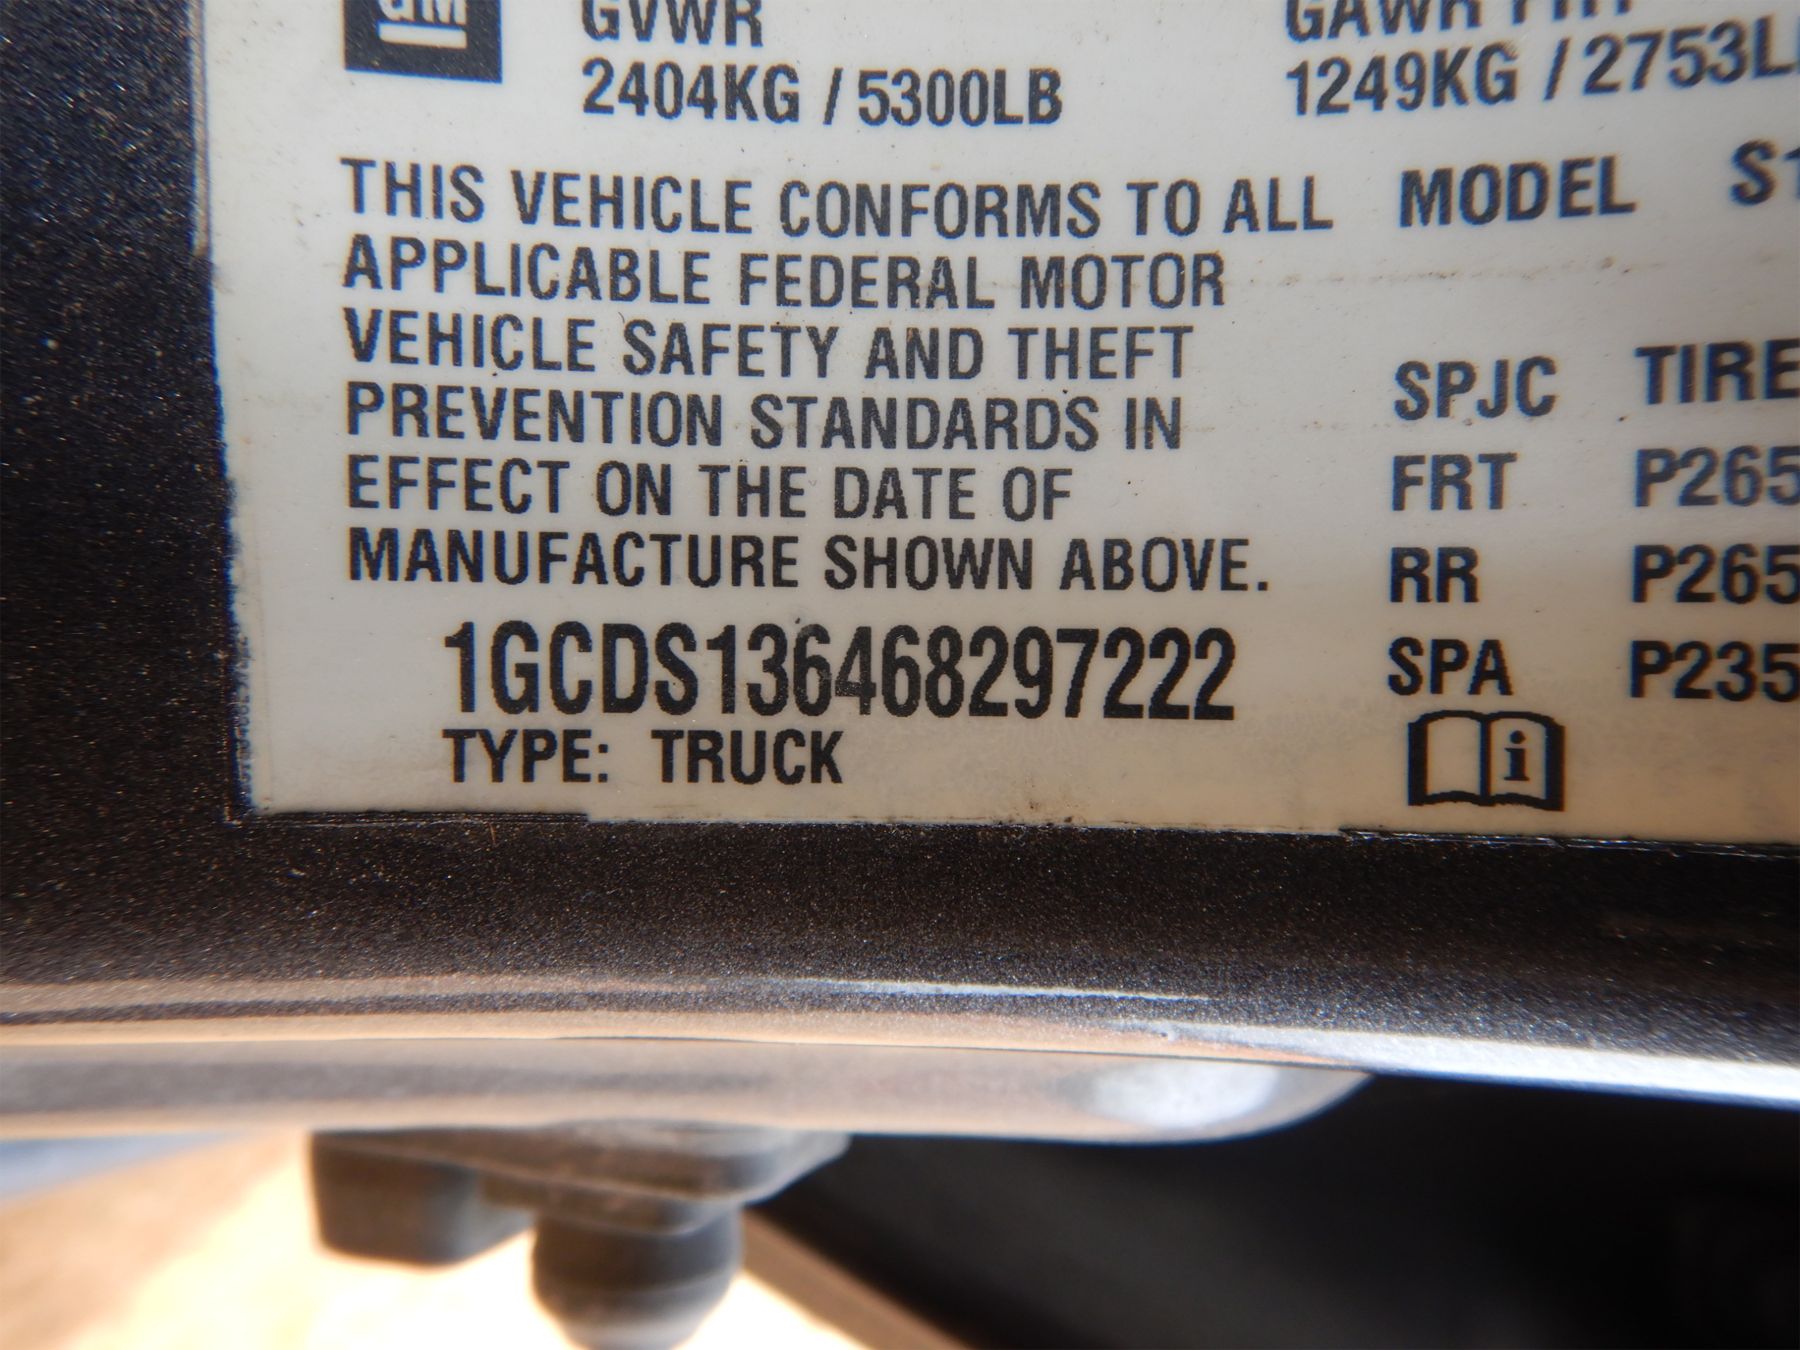 GM
GVWR
2404KG / 5300LB
GAWR FRT
1249KG / 2753L
THIS VEHICLE CONFORMS TO ALL
APPLICABLE FEDERAL MOTOR
VEHICLE SAFETY AND THEFT
PREVENTION STANDARDS IN
EFFECT ON THE DATE OF
MANUFACTURE SHOWN ABOVE.
1GCDS136468297222
TYPE: TRUCK
MODEL S1
SPJC TIRE
FRT P265
RR P265
SPA P235
i